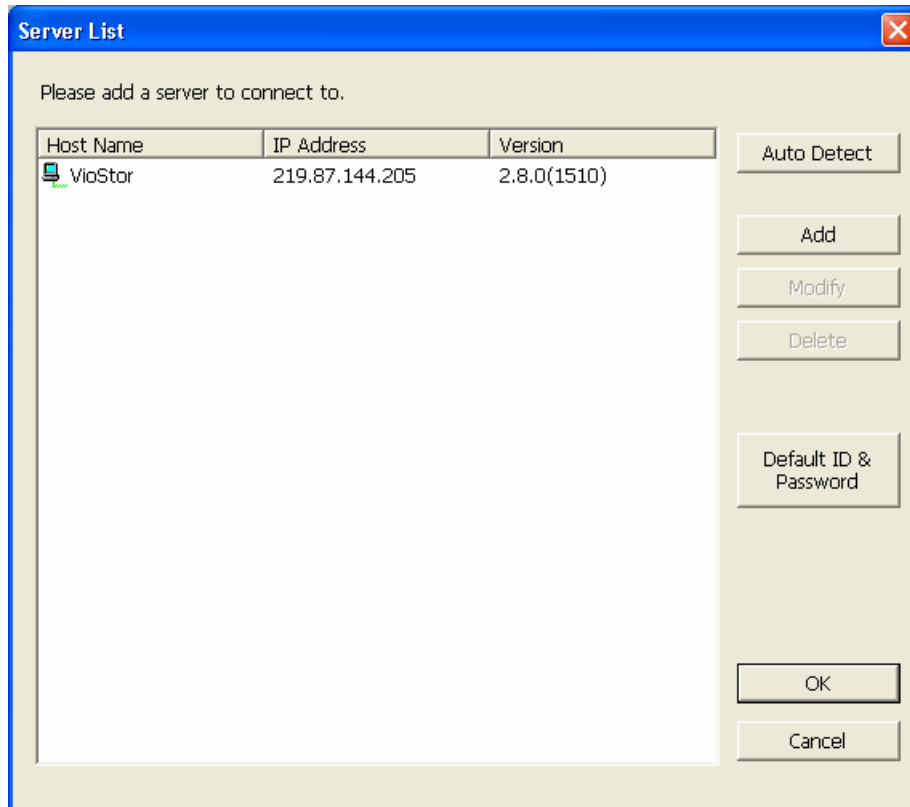 Server List
Please add a server to connect to.
Host Name IP Address Version
VioStor 219.87.144.205 2.8.0(1510)
Auto Detect
Add
Modify
Delete
Default ID &
Password
OK
Cancel